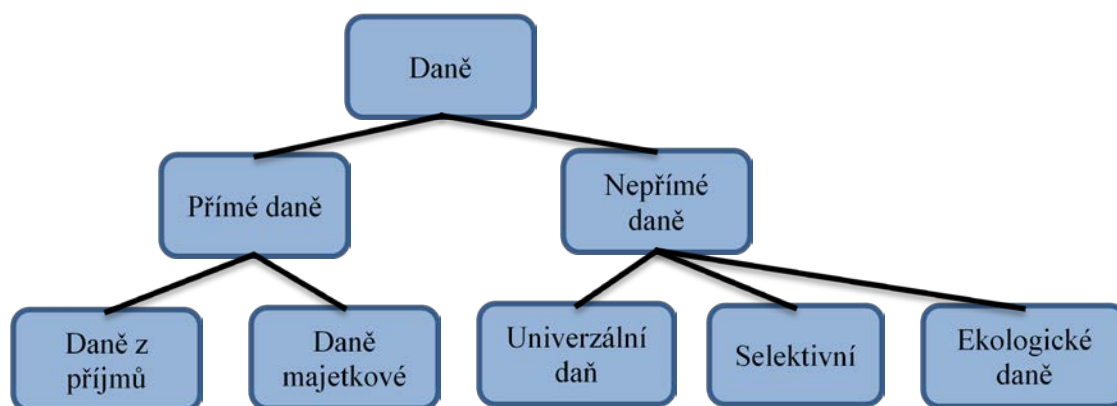 Daně
Přímé daně
Nepřímé
daně
Daně z
příjmů
Daně
majetkové
Univerzální
daň
Selektivní
Ekologické
daně